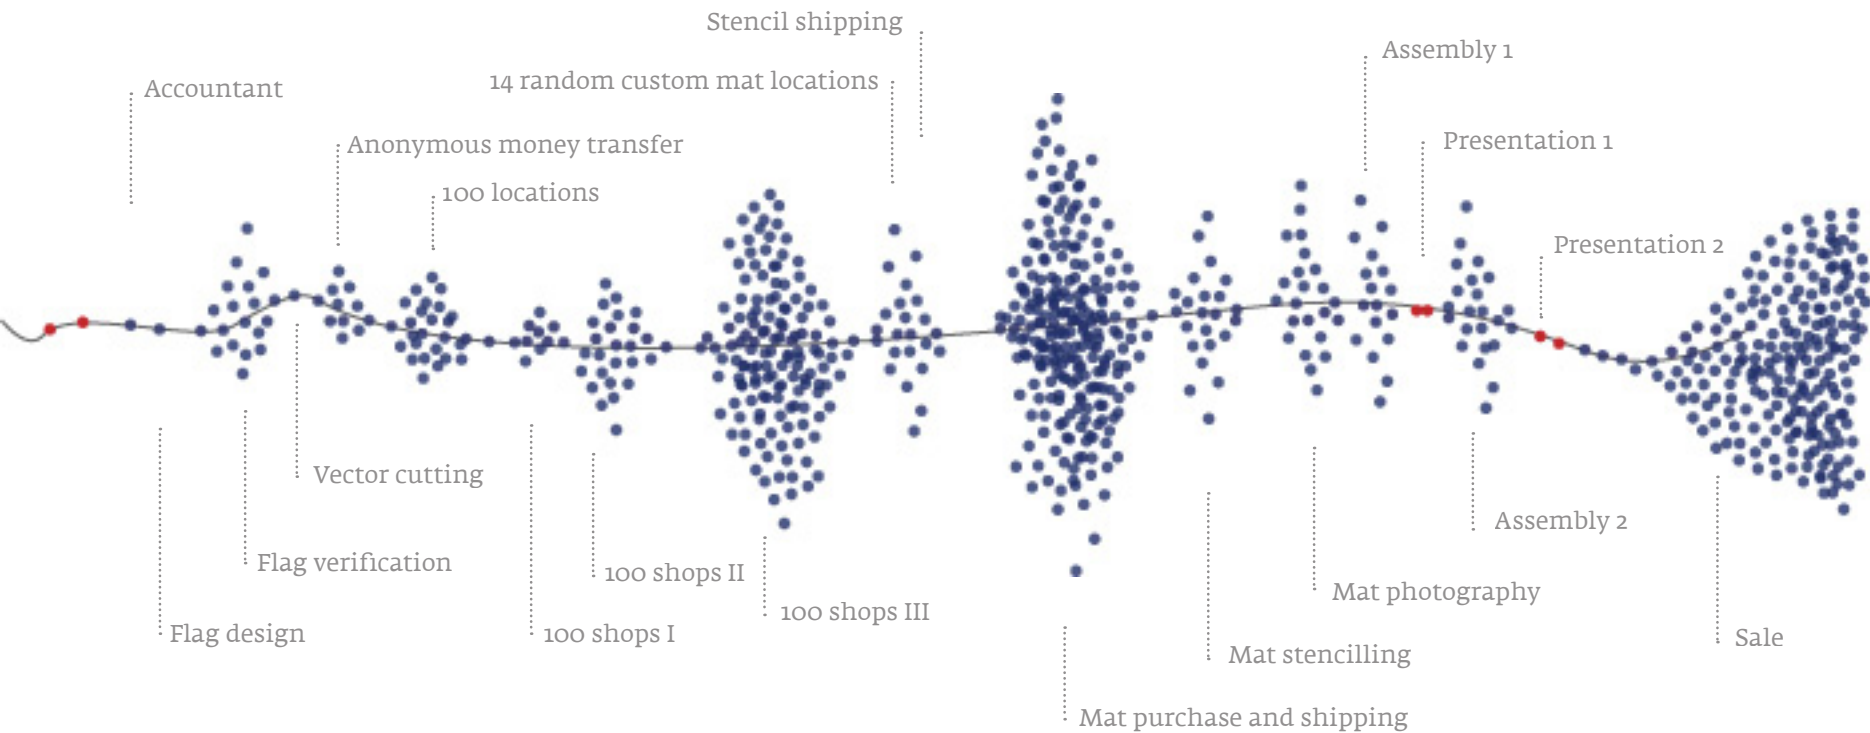 Stencil shipping
Assembly 1
14 random custom mat locations
Accountant
Presentation 1
Anonymous money transfer
100 locations
Presentation 2
Vector cutting
Assembly 2
Flag verification
100 shops II
Mat photography
100 shops III
Flag design
100 shops I
Sale
Mat stencilling
Mat purchase and shipping